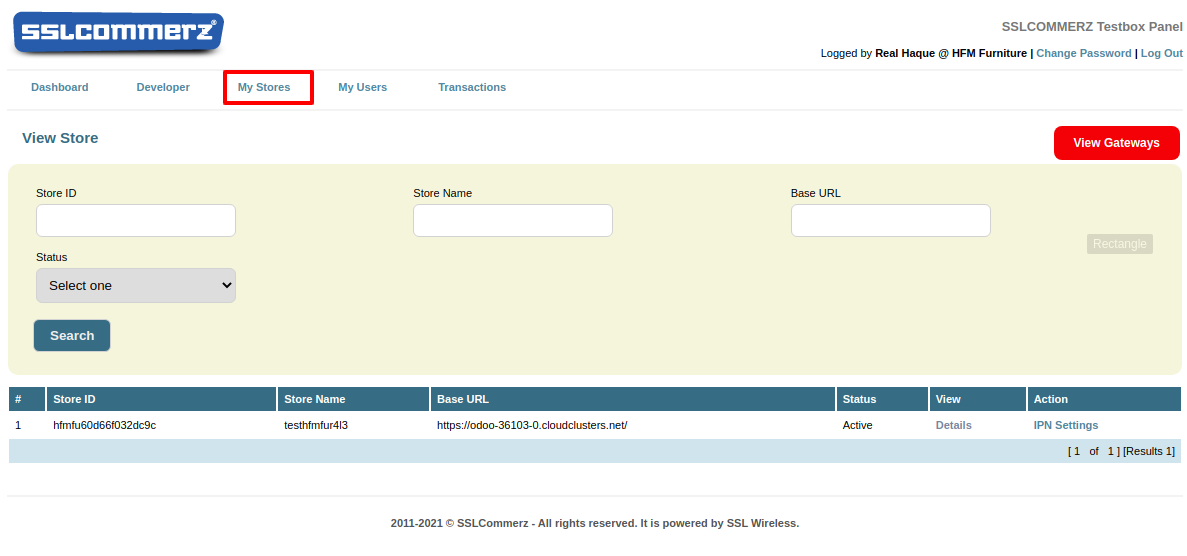 SSLCOMMERZ®
SSLCOMMERZ Testbox Panel
Logged by Real Haque @ HFM Furniture | Change Password | Log Out
Dashboard Developer My Stores My Users Transactions
View Store
View Gateways
Store ID Store Name Base URL
Rectangle
Status
Select one
Search
# Store ID Store Name Base URL Status View Action
1 hfmfu60d66f032dc9c testhfmfur4l3 https://odoo-36103-0.cloudclusters.net/ Active Details IPN Settings
[ 1 of 1 ] [Results 1]
2011-2021 © SSLCommerz - All rights reserved. It is powered by SSL Wireless.